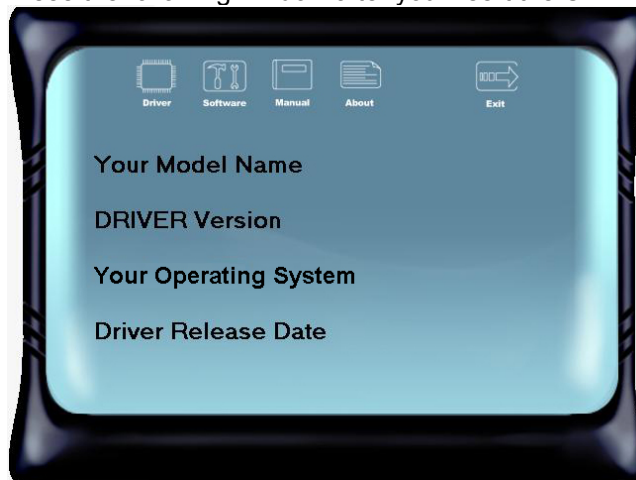 Driver Software Manual About Exit
Your Model Name
DRIVER Version
Your Operating System
Driver Release Date